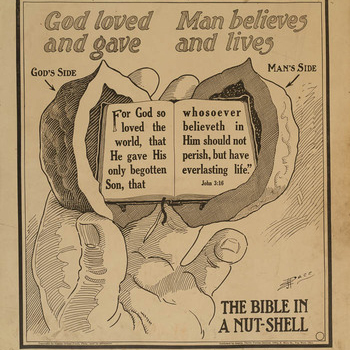 God loved
and gave
Man believes
and lives
GOD'S SIDE
MAN'S SIDE
For God so
loved the
world, that
He gave His
only begotten
Son, that
whosoever
believeth in
Him should not
perish, but have
everlasting life."
John 3:16
THE BIBLE IN
A NUT-SHELL